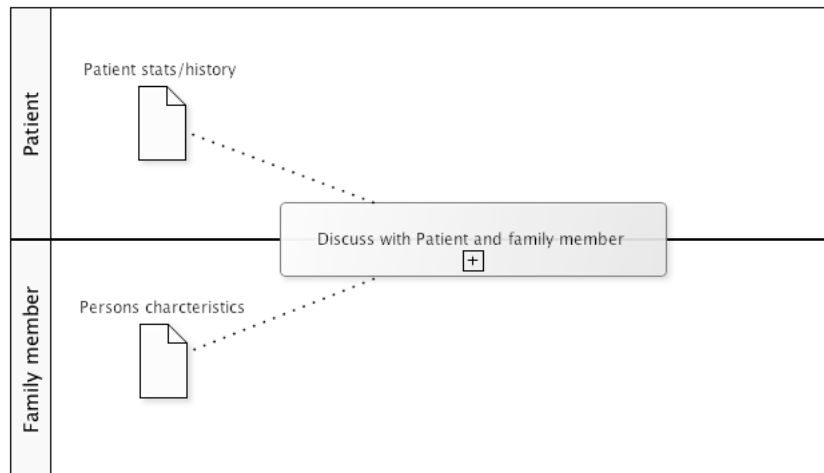 Patient
Patient stats/history
Discuss with Patient and family member
Family member
Persons charcteristics